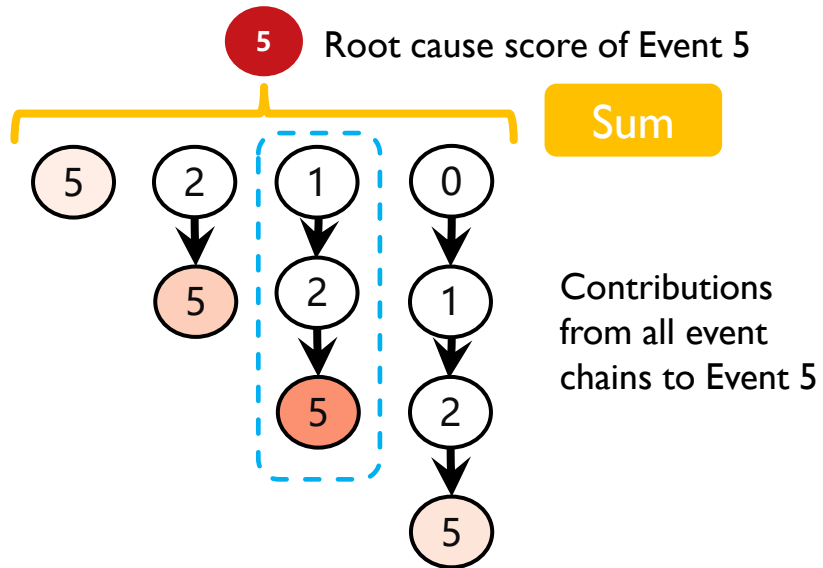 5 Root cause score of Event 5
Sum
5 2 1 0
5 2 1
5 2
5
Contributions
from all event
chains to Event 5